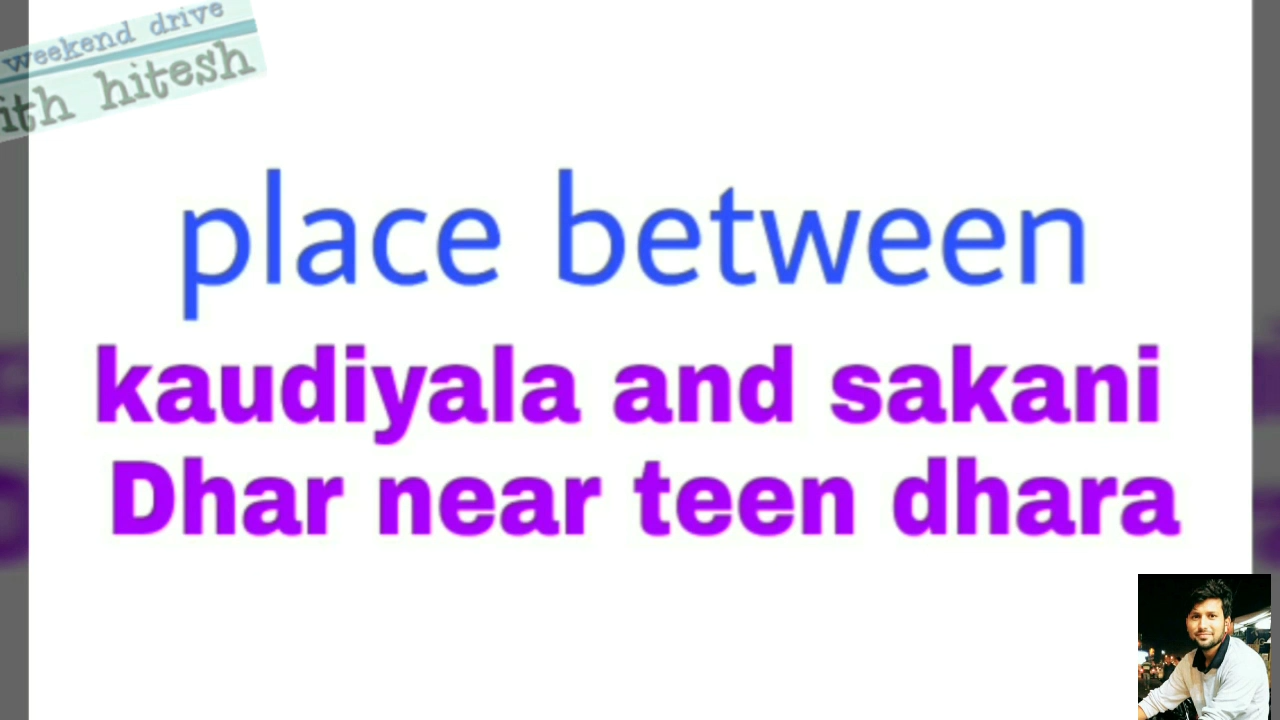 weekend drive
ith hitesh
place between
kaudiyala and sakani
Dhar near teen dhara